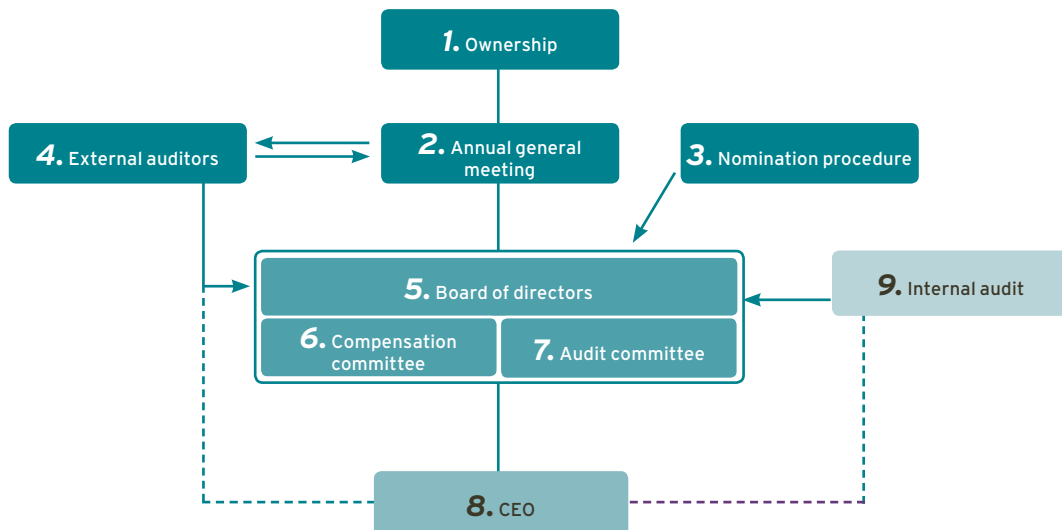 1. Ownership
4. External auditors
2. Annual general
meeting
3. Nomination procedure
5. Board of directors
9. Internal audit
6. Compensation
committee
7. Audit committee
8. CEO